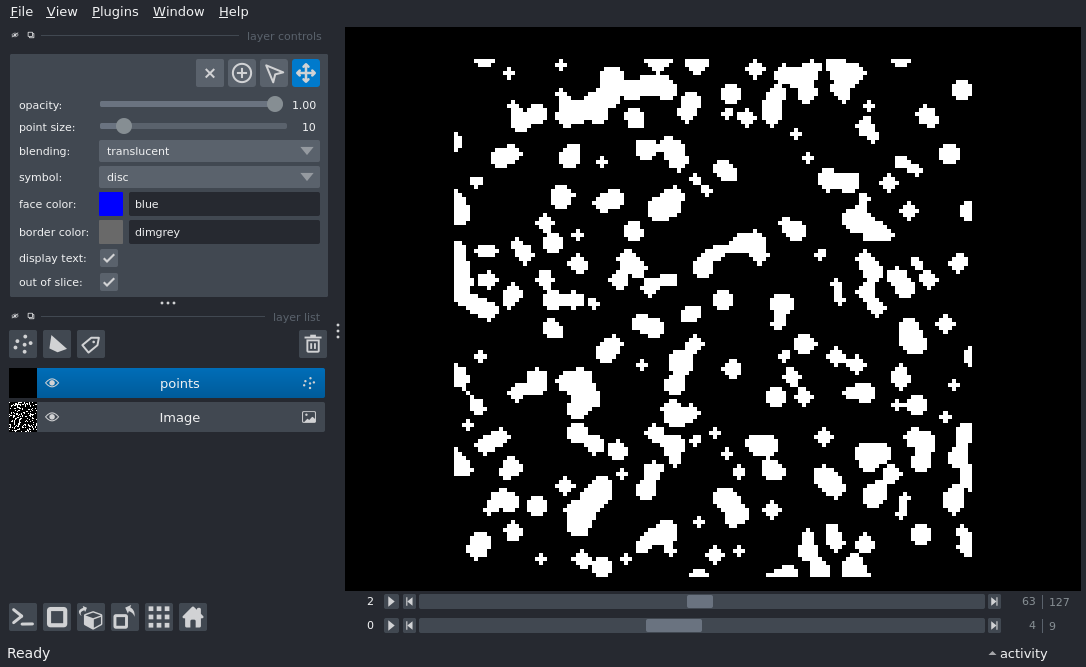 File View Plugins Window Help
layer controls
opacity: 1.00
point size: 10
blending: translucent
symbol: disc
face color: blue
border color: dimgrey
display text:
out of slice:
layer list
points
Image
2 63 | 127
0 4 | 9
Ready activity